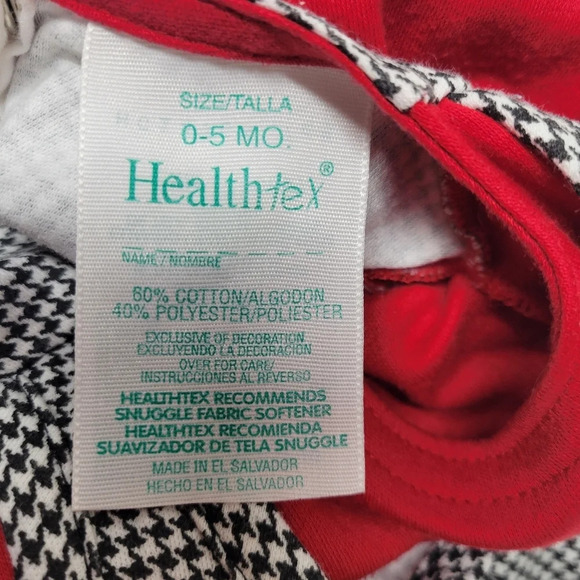 SIZE/TALLA
0-5 MO.
Healthtex®
NAME/NOMBRE
60% COTTON/ALGODON
40% POLYESTER/POLIESTER
EXCLUSIVE OF DECORATION
EXCLUYENDO LA DECORACION
OVER FOR CARE/
INSTRUCCIONES AL REVERSO
HEALTHTEX RECOMMENDS
SNUGGLE FABRIC SOFTENER
HEALTHTEX RECOMIENDA
SUAVIZADOR DE TELA SNUGGLE
MADE IN EL SALVADOR
HECHO EN EL SALVADOR